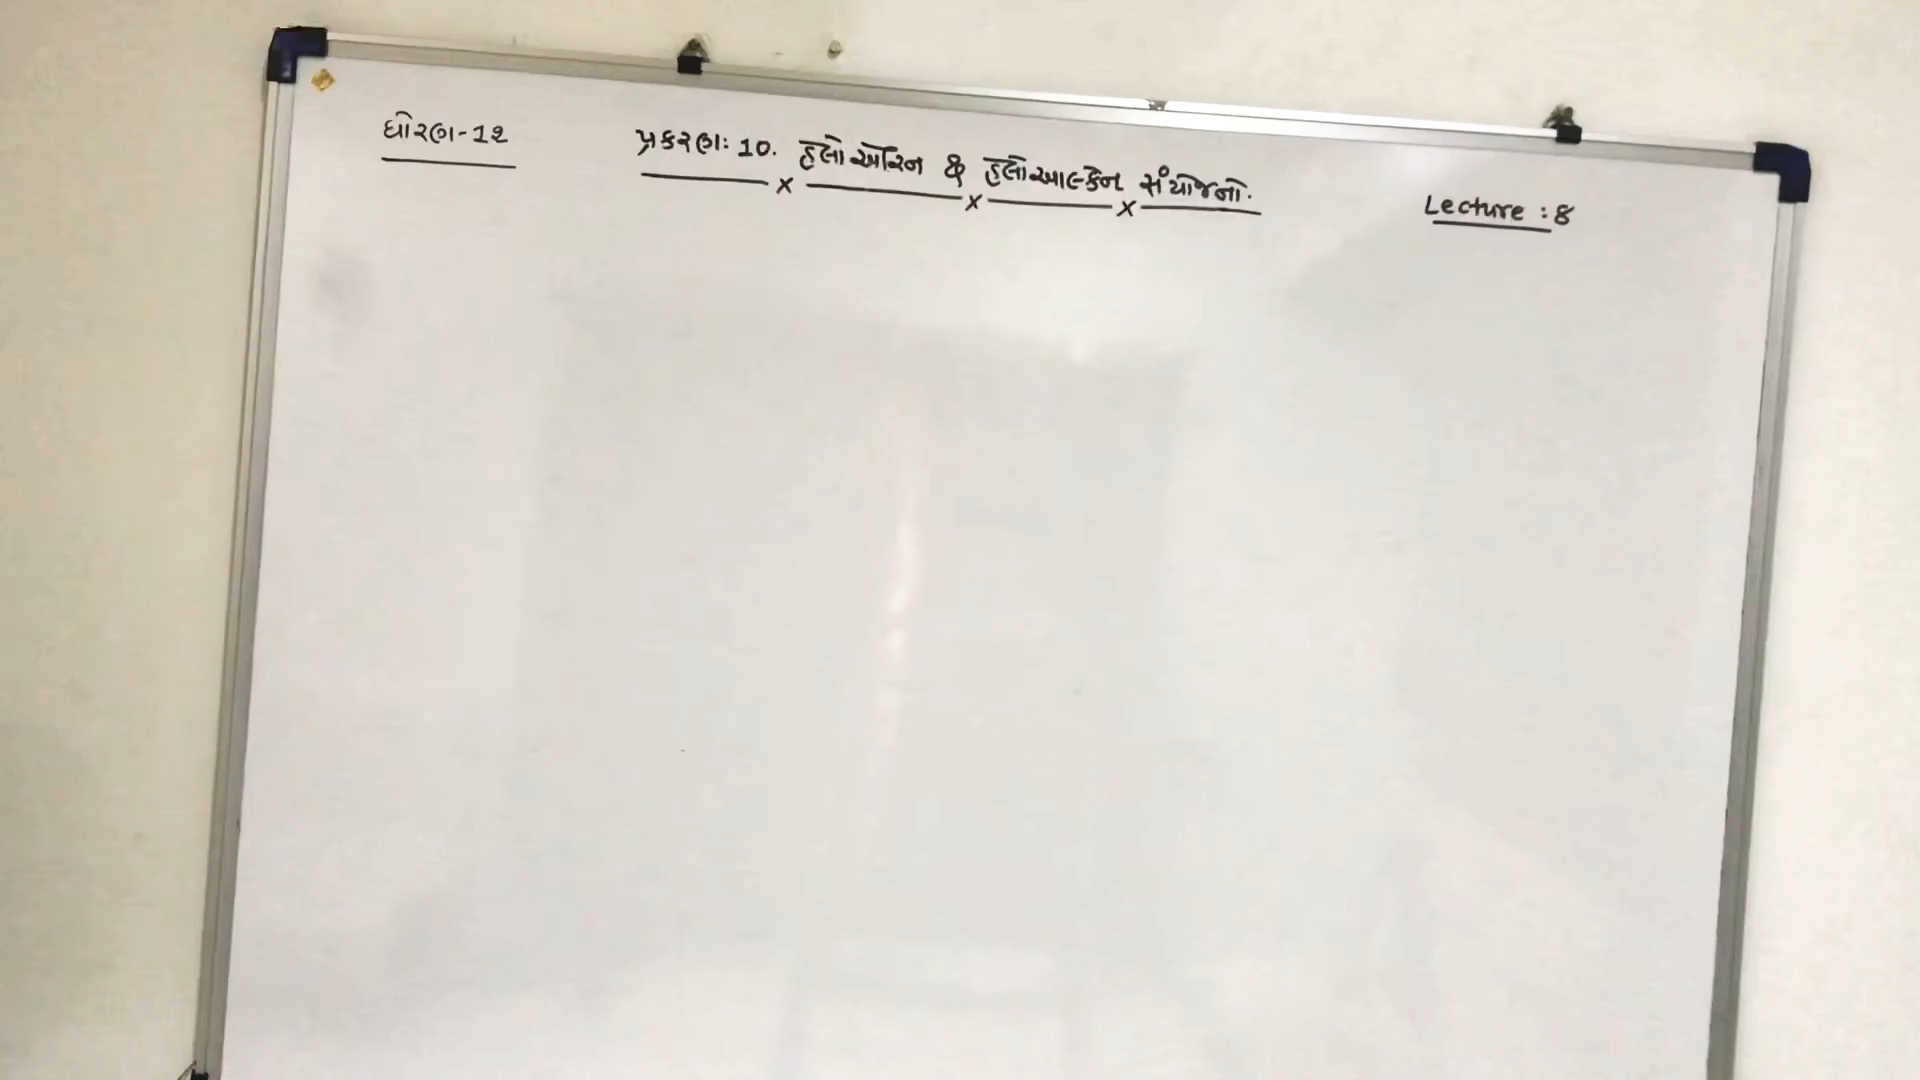 ધોરણ-12
પ્રકરણ: 10. હેલોએરિન & હેલોઆલ્કેન સંયોજનો.
Lecture : 8